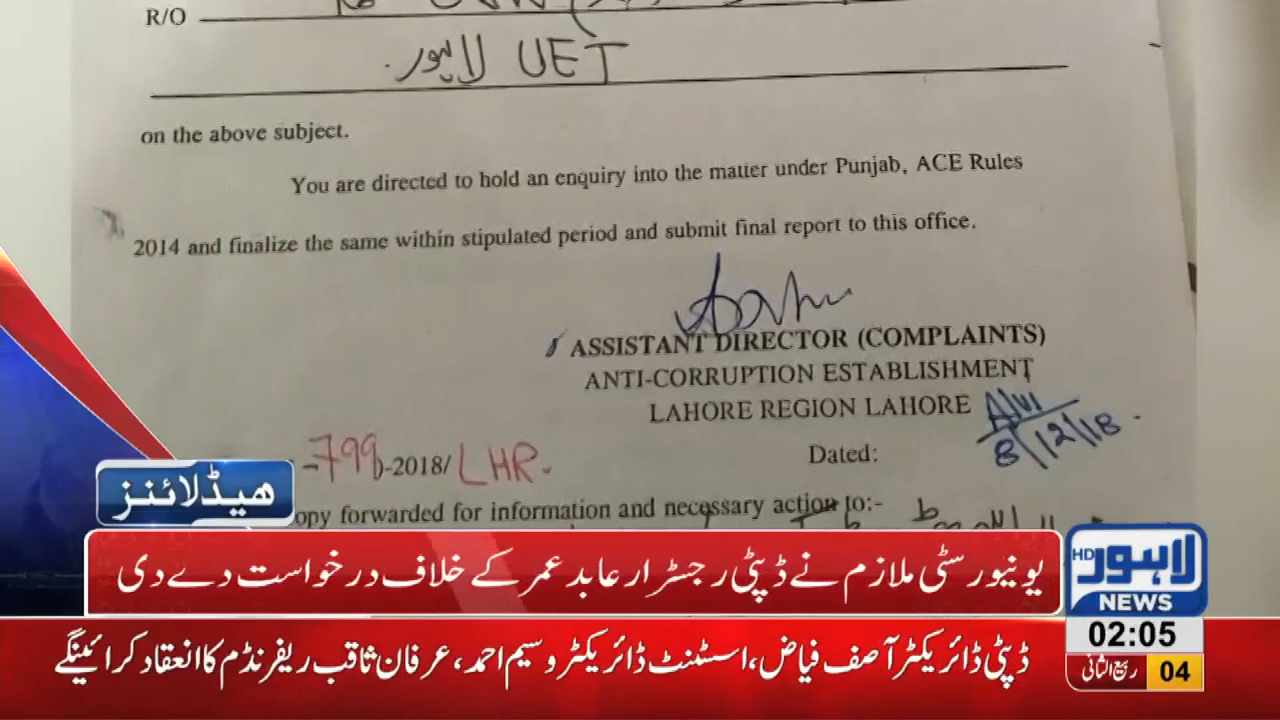 R/O
لاہور UET
on the above subject.
You are directed to hold an enquiry into the matter under Punjab, ACE Rules
2014 and finalize the same within stipulated period and submit final report to this office.
ASSISTANT DIRECTOR (COMPLAINTS)
ANTI-CORRUPTION ESTABLISHMENT
LAHORE REGION LAHORE
8/12/18
Dated:
-799-2018/LHR.
opy forwarded for information and necessary action to:-
ہیڈلائنز
یونیورسٹی ملازم نے ڈپٹی رجسٹرار عابد عمر کے خلاف درخواست دے دی
لاہور HD
NEWS
02:05
ڈپٹی ڈائریکٹر آصف فیاض، اسسٹنٹ ڈائریکٹر وسیم احمد، عرفان ثاقب ریفرنڈم کا انعقاد کرائینگے
04 ربیع الثانی